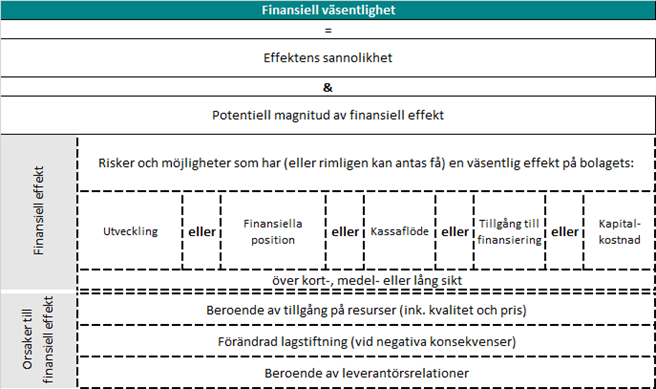 Finansiell väsentlighet
=
Effektens sannolikhet
&
Potentiell magnitud av finansiell effekt
Finansiell effekt
Risker och möjligheter som har (eller rimligen kan antas få) en väsentlig effekt på bolagets:
Utveckling
eller
Finansiella
position
eller
Kassaflöde
eller
Tillgång till
finansiering
eller
Kapital-
kostnad
över kort-, medel- eller lång sikt
Orsaker till
finansiell effekt
Beroende av tillgång på resurser (ink. kvalitet och pris)
Förändrad lagstiftning (vid negativa konsekvenser)
Beroende av leverantörsrelationer